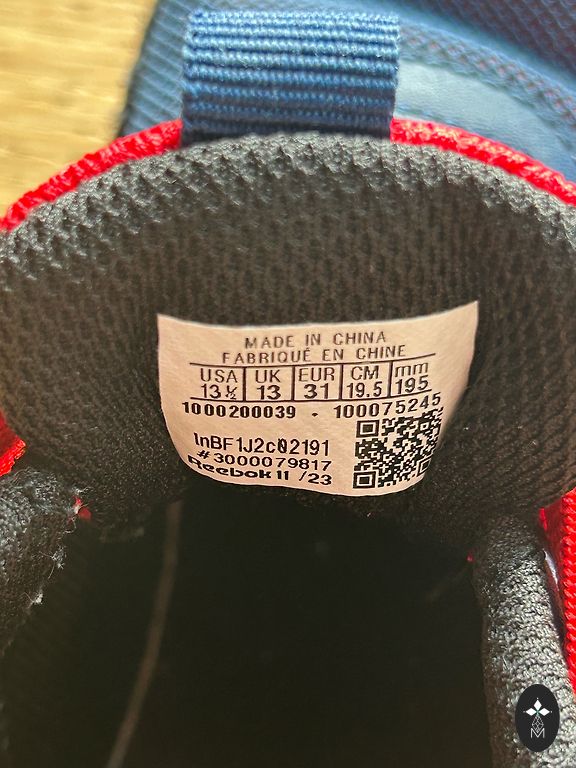 MADE IN CHINA
FABRIQUÉ EN CHINE
USA UK EUR CM mm
13½ 13 31 19.5 195
1000200039 • 100075245
lnBF1J2c02191
#3000079817
Reebok 11 /23
M